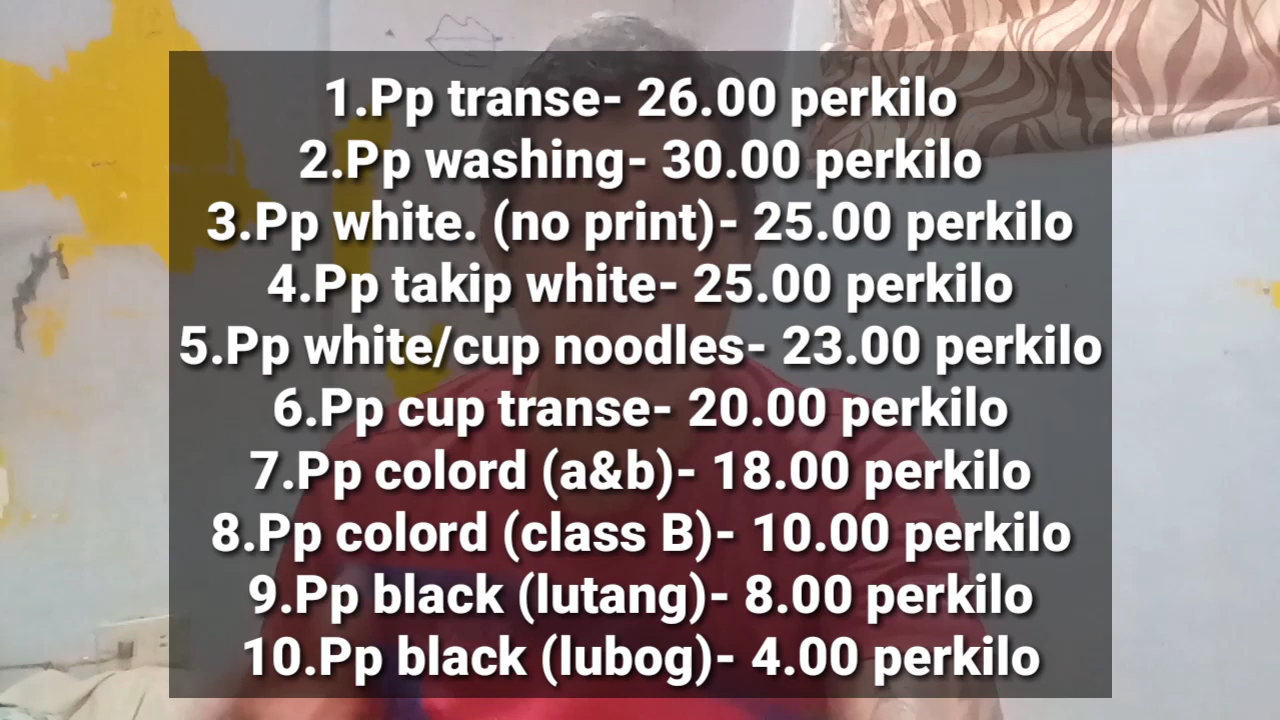 1.Pp transe- 26.00 perkilo
2.Pp washing- 30.00 perkilo
3.Pp white. (no print)- 25.00 perkilo
4.Pp takip white- 25.00 perkilo
5.Pp white/cup noodles- 23.00 perkilo
6.Pp cup transe- 20.00 perkilo
7.Pp colord (a&b)- 18.00 perkilo
8.Pp colord (class B)- 10.00 perkilo
9.Pp black (lutang)- 8.00 perkilo
10.Pp black (lubog)- 4.00 perkilo